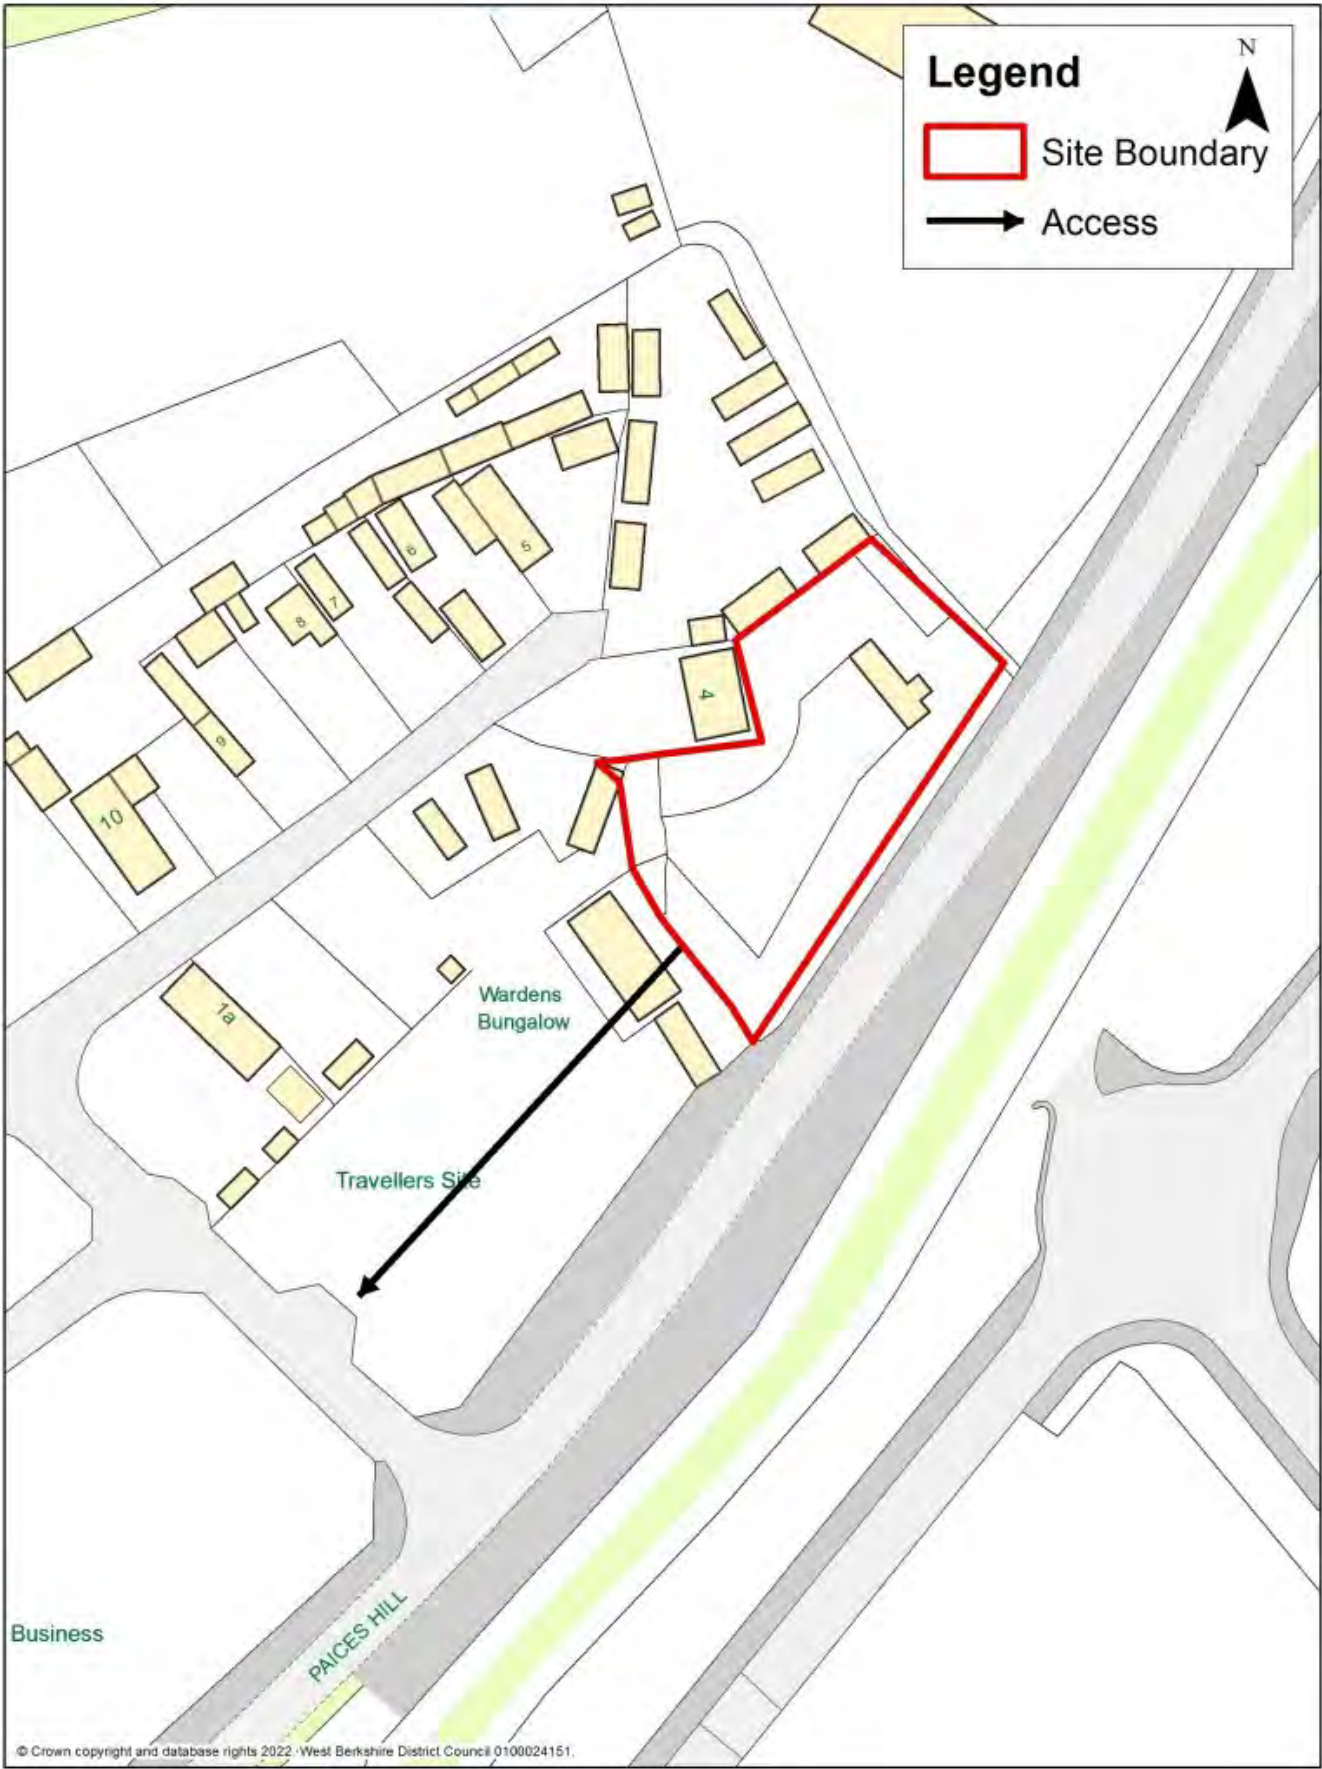 N
Legend
Site Boundary
Access
6
5
7
8
4
9
10
Wardens
Bungalow
1a
Travellers Site
Business
PAICES HILL
© Crown copyright and database rights 2022. West Berkshire District Council 0100024151.